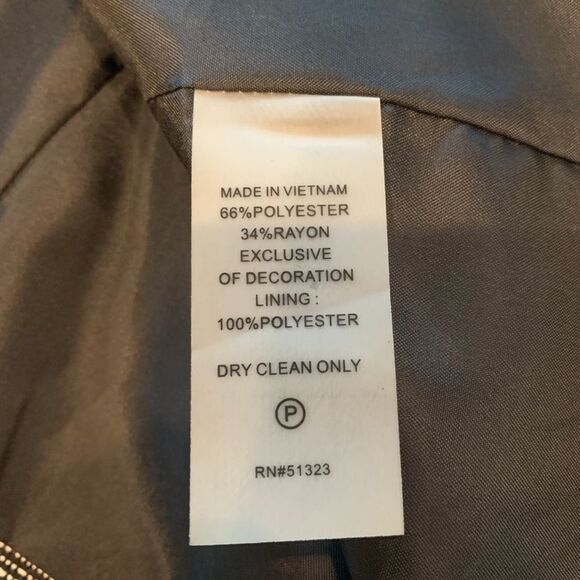 MADE IN VIETNAM
66%POLYESTER
34%RAYON
EXCLUSIVE
OF DECORATION
LINING :
100%POLYESTER
DRY CLEAN ONLY
P
RN#51323